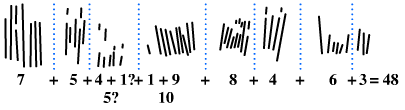 7 + 5 + 4 + 1? + 1 + 9 + 8 + 4 + 6 + 3 = 48
5? 10